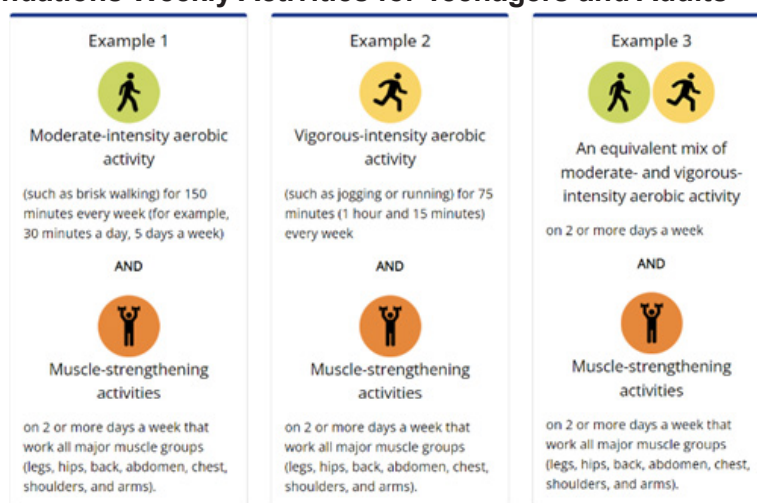 Weekly Activities for Teenagers and Adults
Example 1
Moderate-intensity aerobic
activity
(such as brisk walking) for 150
minutes every week (for example,
30 minutes a day, 5 days a week)
AND
Muscle-strengthening
activities
on 2 or more days a week that
work all major muscle groups
(legs, hips, back, abdomen, chest,
shoulders, and arms).
Example 2
Vigorous-intensity aerobic
activity
(such as jogging or running) for 75
minutes (1 hour and 15 minutes)
every week
AND
Muscle-strengthening
activities
on 2 or more days a week that
work all major muscle groups
(legs, hips, back, abdomen, chest,
shoulders, and arms).
Example 3
An equivalent mix of
moderate- and vigorous-
intensity aerobic activity
on 2 or more days a week
AND
Muscle-strengthening
activities
on 2 or more days a week that
work all major muscle groups
(legs, hips, back, abdomen, chest,
shoulders, and arms).